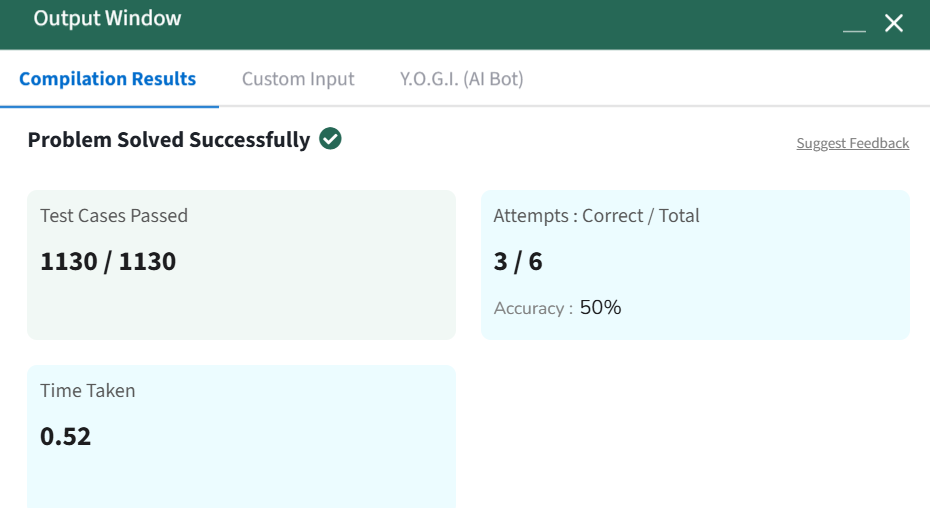 Output Window
Compilation Results
Custom Input
Y.O.G.I. (AI Bot)
Problem Solved Successfully
Suggest Feedback
Test Cases Passed
1130 / 1130
Attempts : Correct / Total
3 / 6
Accuracy : 50%
Time Taken
0.52